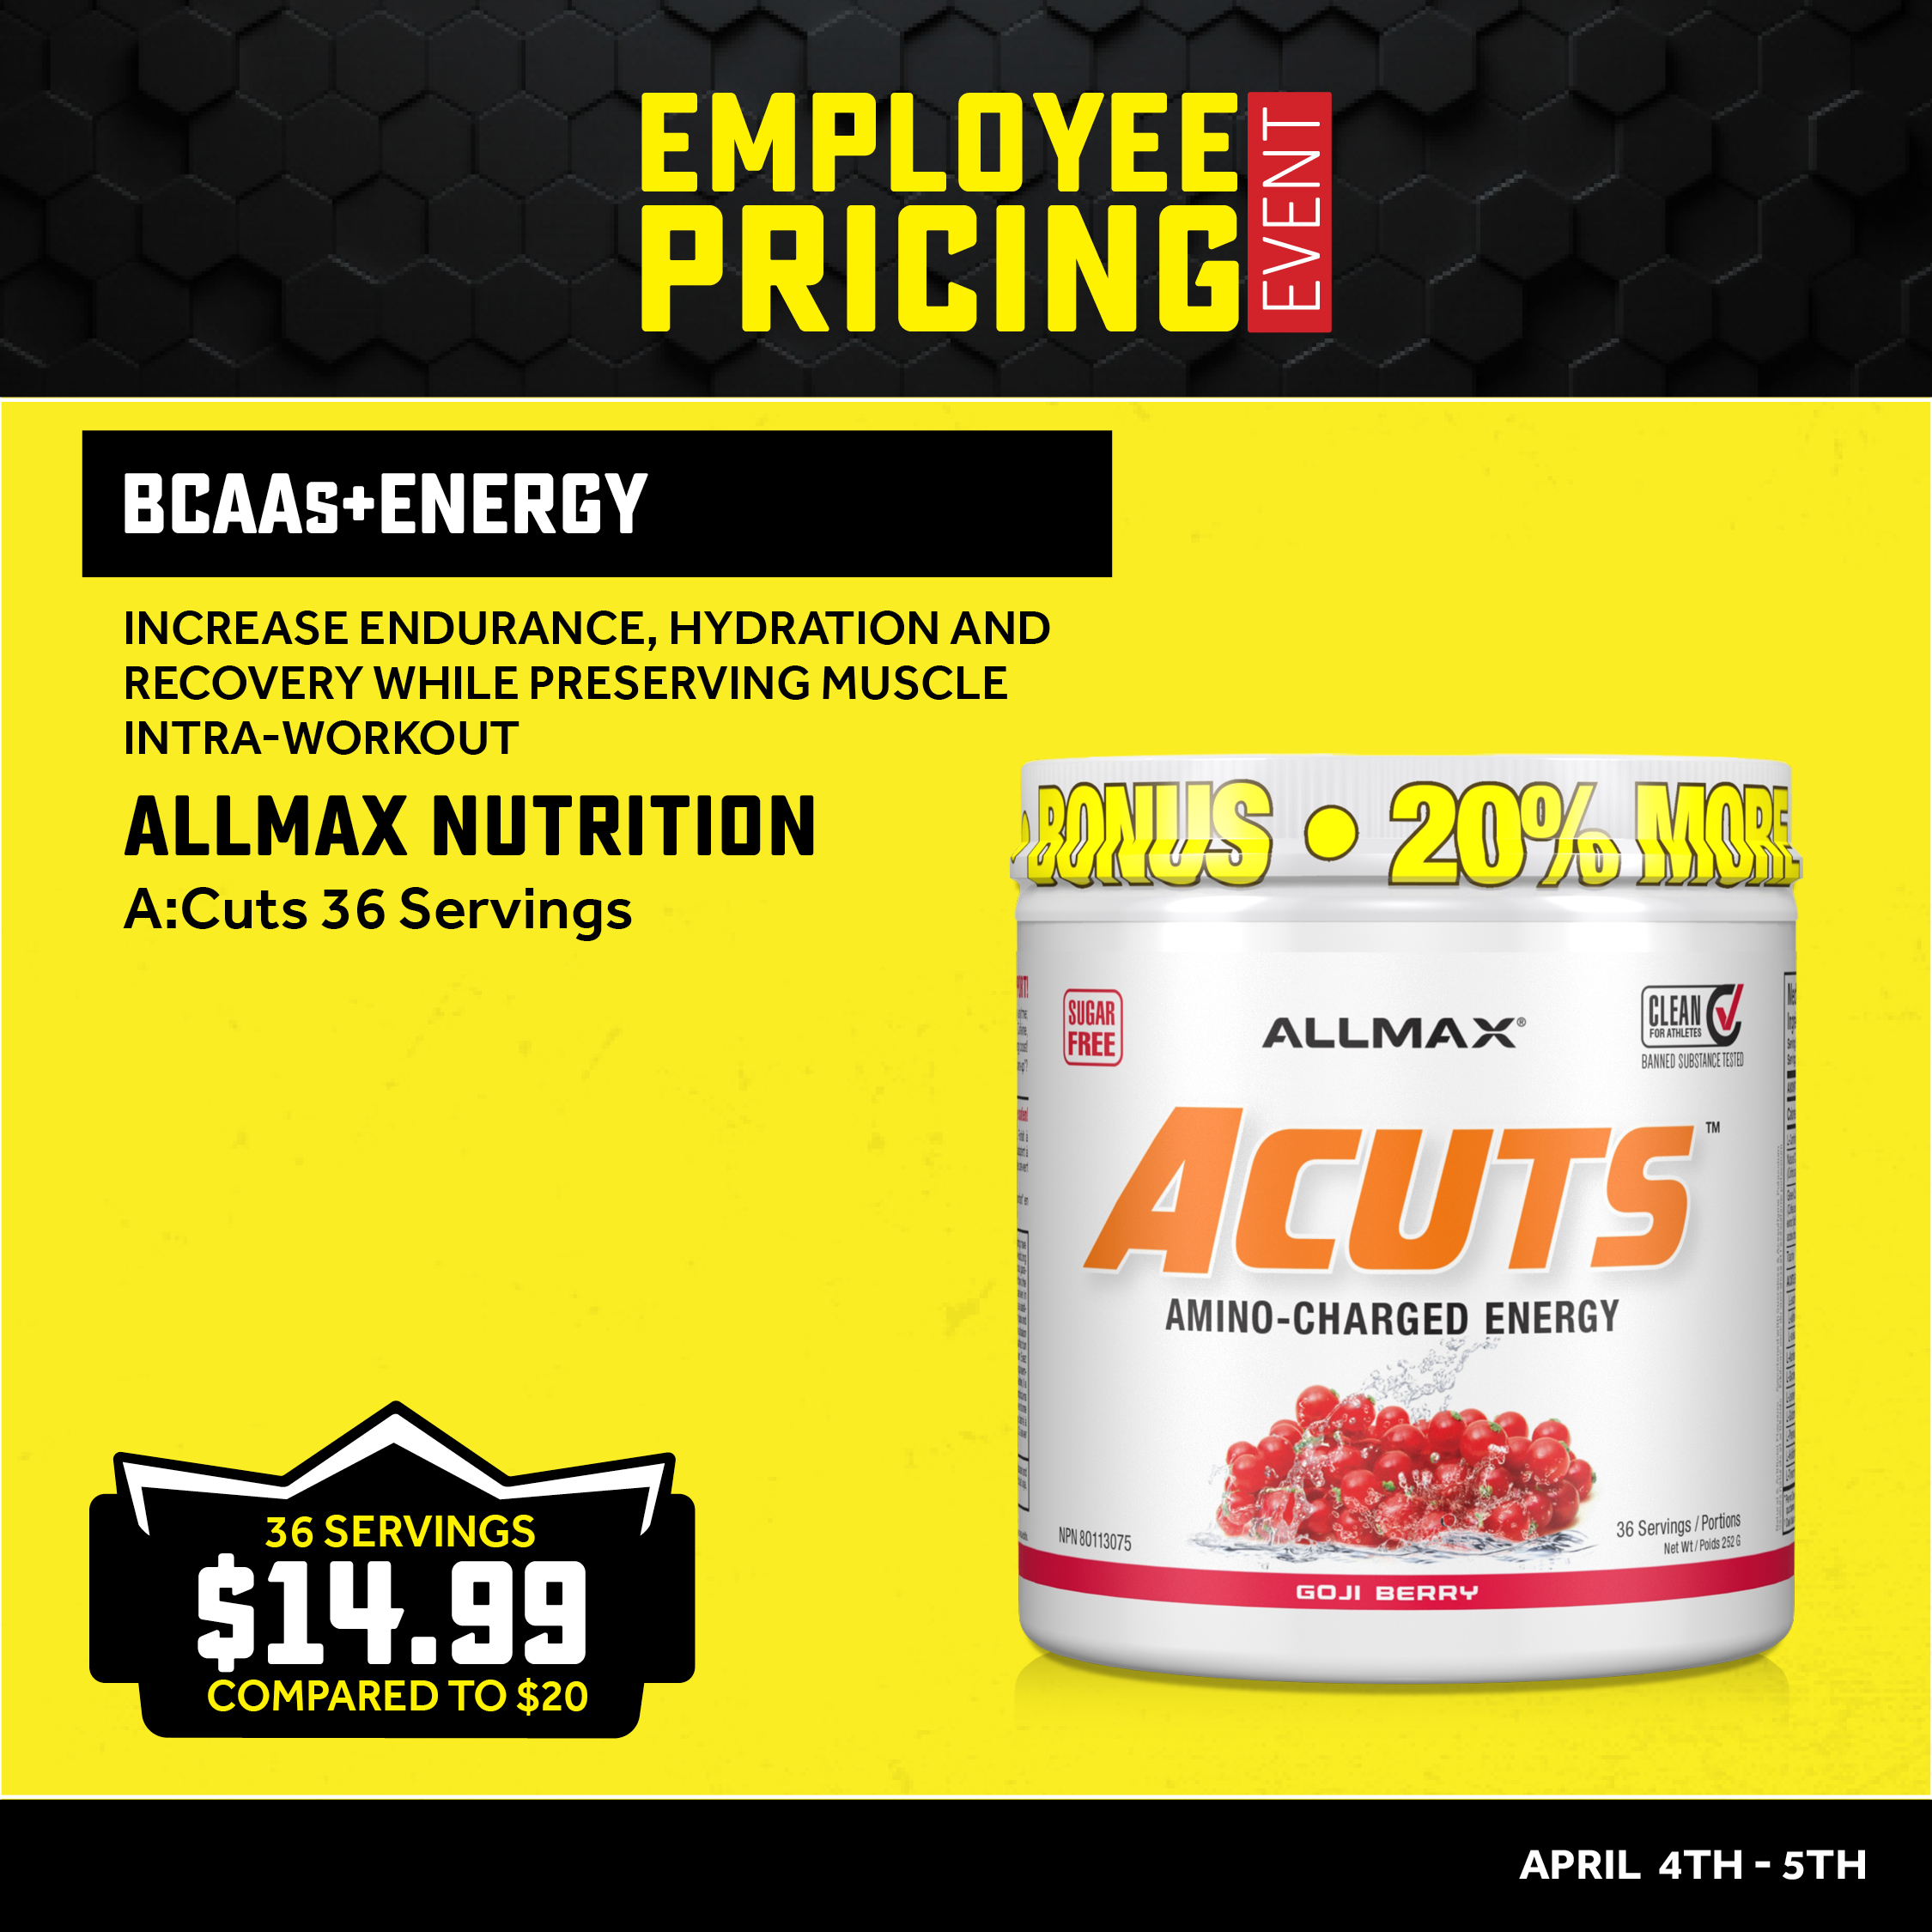 EMPLOYEE
PRICING
EVENT
BCAAs+ENERGY
INCREASE ENDURANCE, HYDRATION AND
RECOVERY WHILE PRESERVING MUSCLE
INTRA-WORKOUT
ALLMAX NUTRITION
A:Cuts 36 Servings
BONUS • 20% MORE
SUGAR
FREE
ALLMAX®
CLEAN
FOR ATHLETES
BANNED SUBSTANCE TESTED
ACUTS™
AMINO-CHARGED ENERGY
NPN 80113075
36 Servings / Portions
Net Wt / Poids 252 G
GOJI BERRY
36 SERVINGS
$14.99
COMPARED TO $20
APRIL 4TH - 5TH